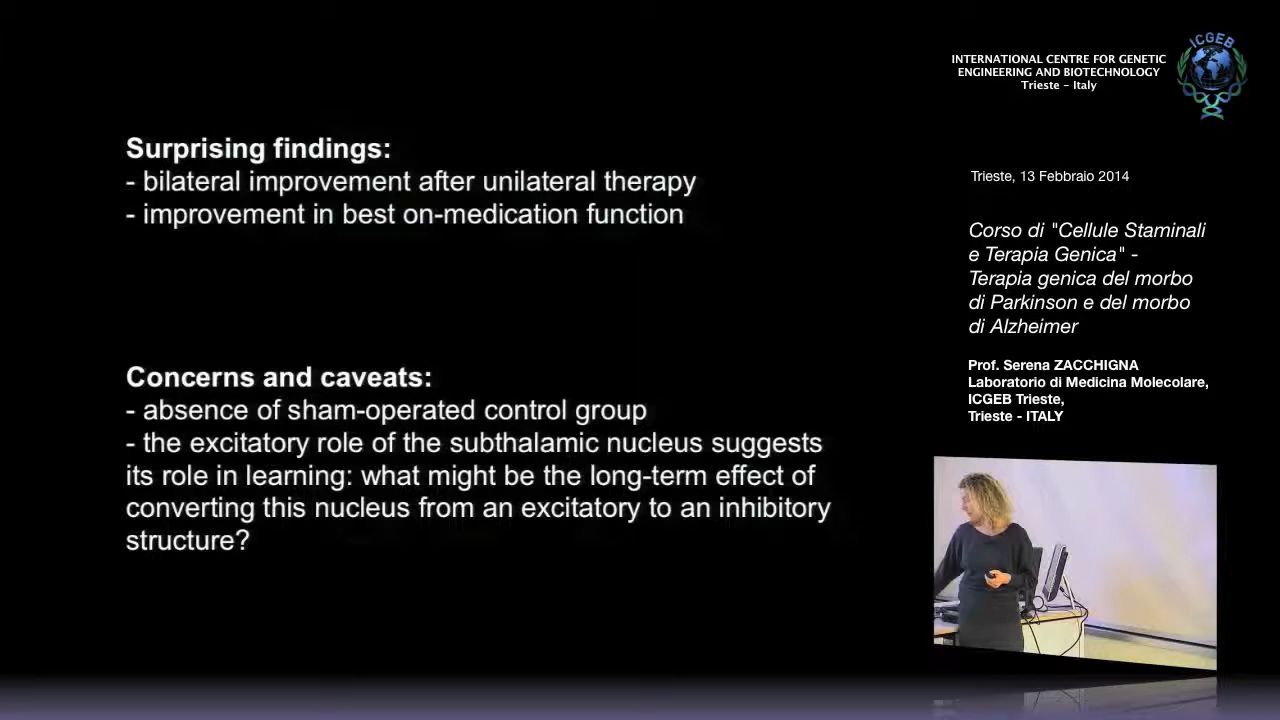 Surprising findings:
- bilateral improvement after unilateral therapy
- improvement in best on-medication function
Concerns and caveats:
- absence of sham-operated control group
- the excitatory role of the subthalamic nucleus suggests
its role in learning: what might be the long-term effect of
converting this nucleus from an excitatory to an inhibitory
structure?
INTERNATIONAL CENTRE FOR GENETIC
ENGINEERING AND BIOTECHNOLOGY
Trieste - Italy
ICGEB
Trieste, 13 Febbraio 2014
Corso di "Cellule Staminali
e Terapia Genica" -
Terapia genica del morbo
di Parkinson e del morbo
di Alzheimer
Prof. Serena ZACCHIGNA
Laboratorio di Medicina Molecolare,
ICGEB Trieste,
Trieste - ITALY